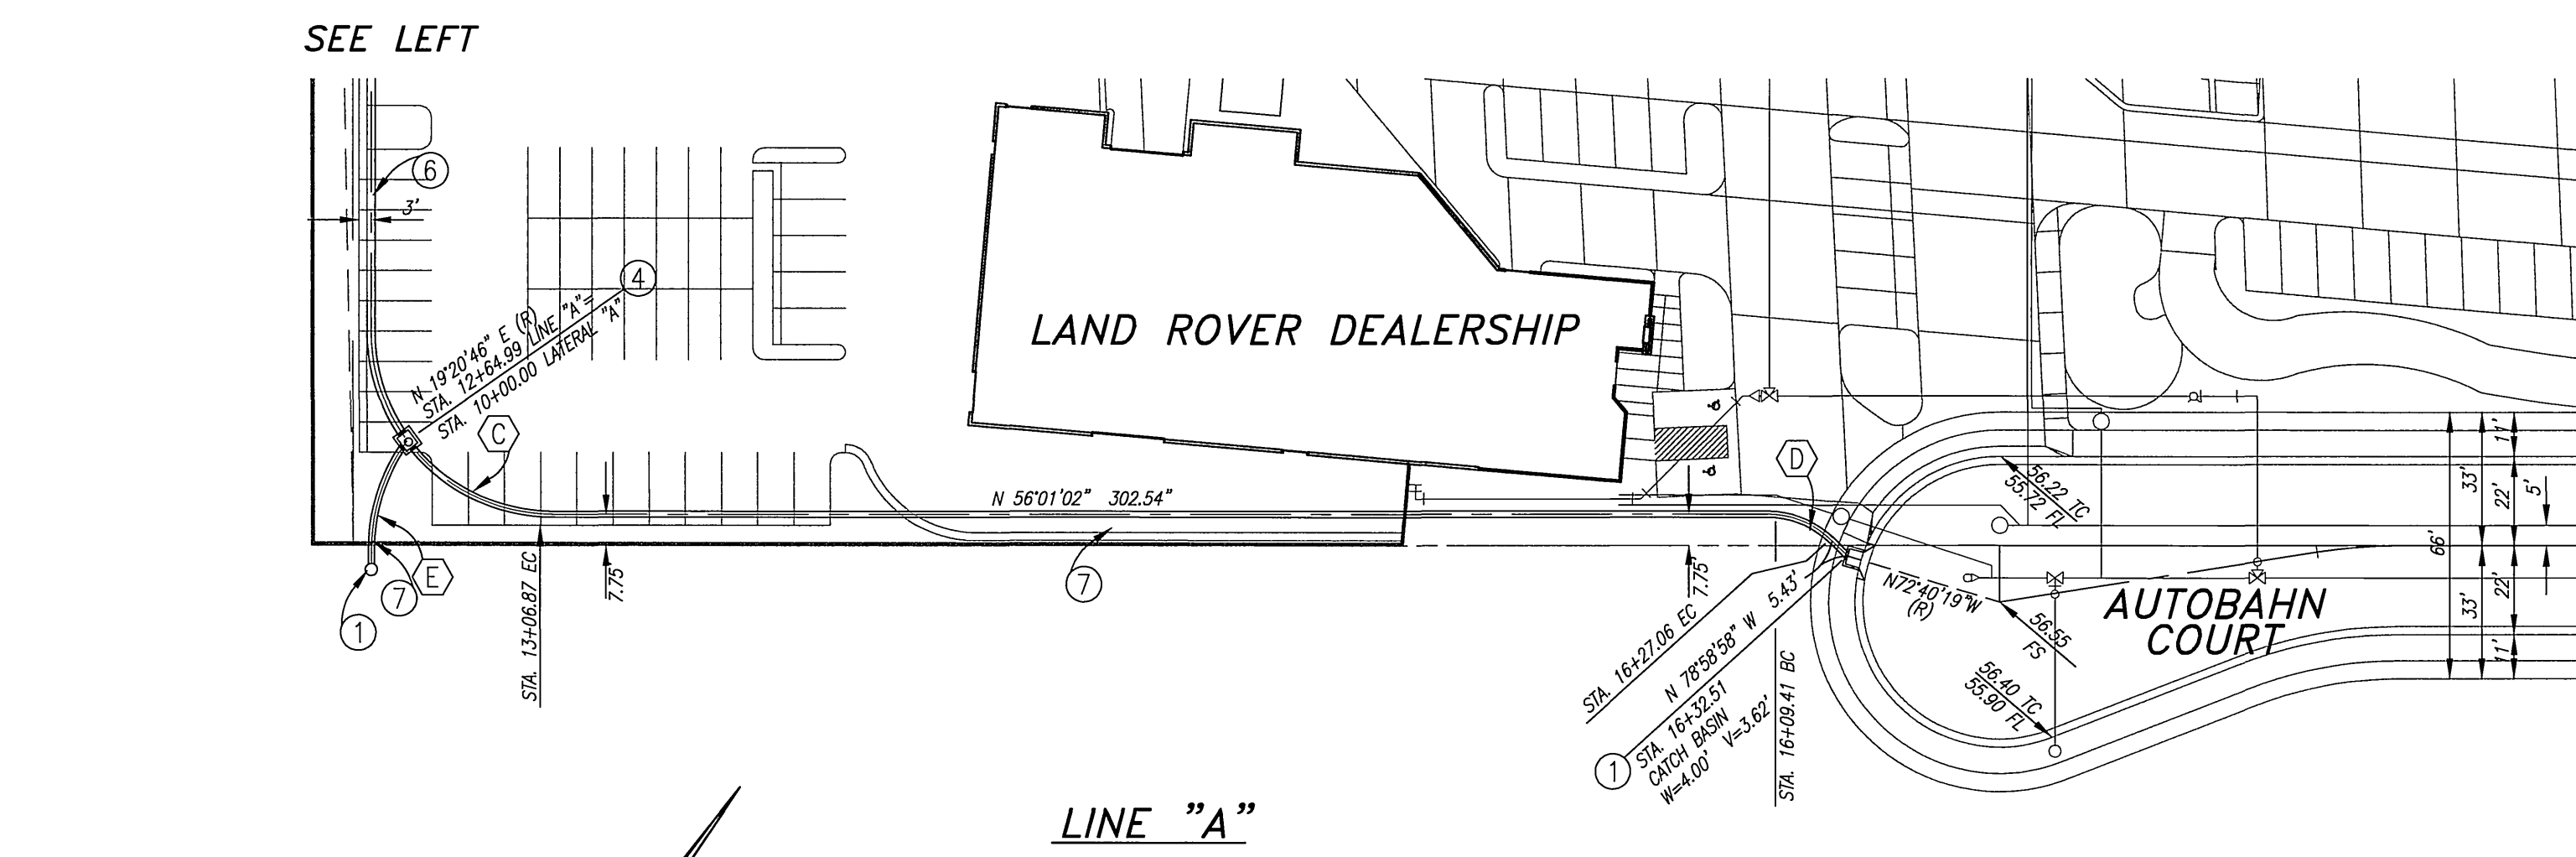 SEE LEFT
6
3'
4
N 19°20'46" E (R)
STA. 12+64.99 LINE "A"=
STA. 10+00.00 LATERAL "A"
C
LAND ROVER DEALERSHIP
N 56°01'02" 302.54"
D
E
7
1
STA. 13+06.87 EC
7.75'
7
7.75'
STA. 16+27.06 EC
N 78°58'58" W 5.43'
1
STA. 16+32.51
CATCH BASIN
W=4.00' V=3.62'
STA. 16+09.41 BC
N72°40'19"W
(R)
56.22 TC
55.72 FL
56.55
FS
56.40 TC
55.90 FL
AUTOBAHN
COURT
66'
33'
33'
11'
22'
22'
11'
5'
LINE "A"